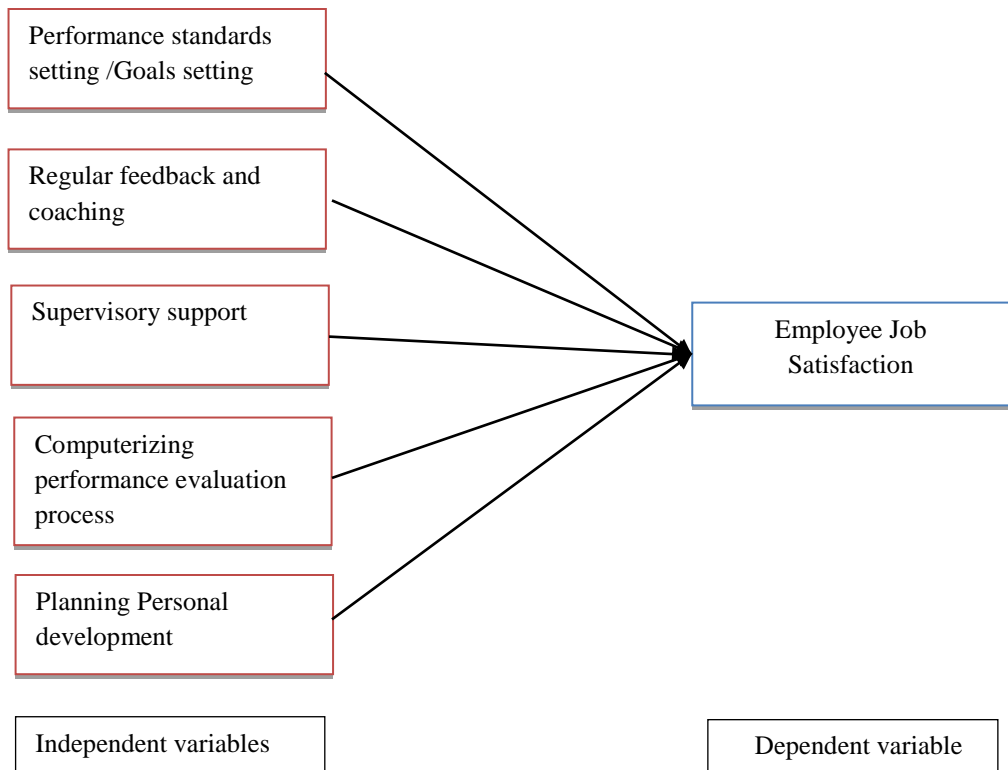 Performance standards
setting /Goals setting
Regular feedback and
coaching
Supervisory support
Employee Job
Satisfaction
Computerizing
performance evaluation
process
Planning Personal
development
Independent variables
Dependent variable